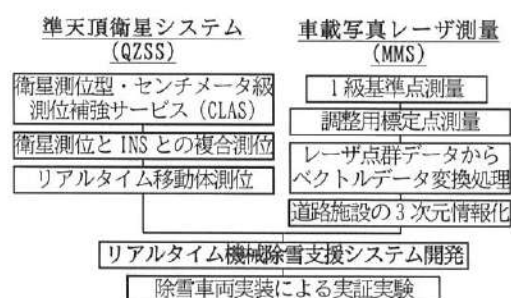 準天頂衛星システム
(QZSS)
衛星測位型・センチメータ級
測位補強サービス(CLAS)
衛星測位とINSとの複合測位
リアルタイム移動体測位
車載写真レーザ測量
(MMS)
1級基準点測量
調整用標定点測量
レーザ点群データから
ベクトルデータ変換処理
道路施設の3次元情報化
リアルタイム機械除雪支援システム開発
除雪車両実装による実証実験